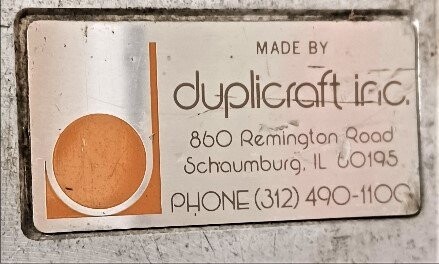 MADE BY
duplicraft inc.
860 Remington Road
Schaumburg, IL 60195
PHONE (312) 490-1100